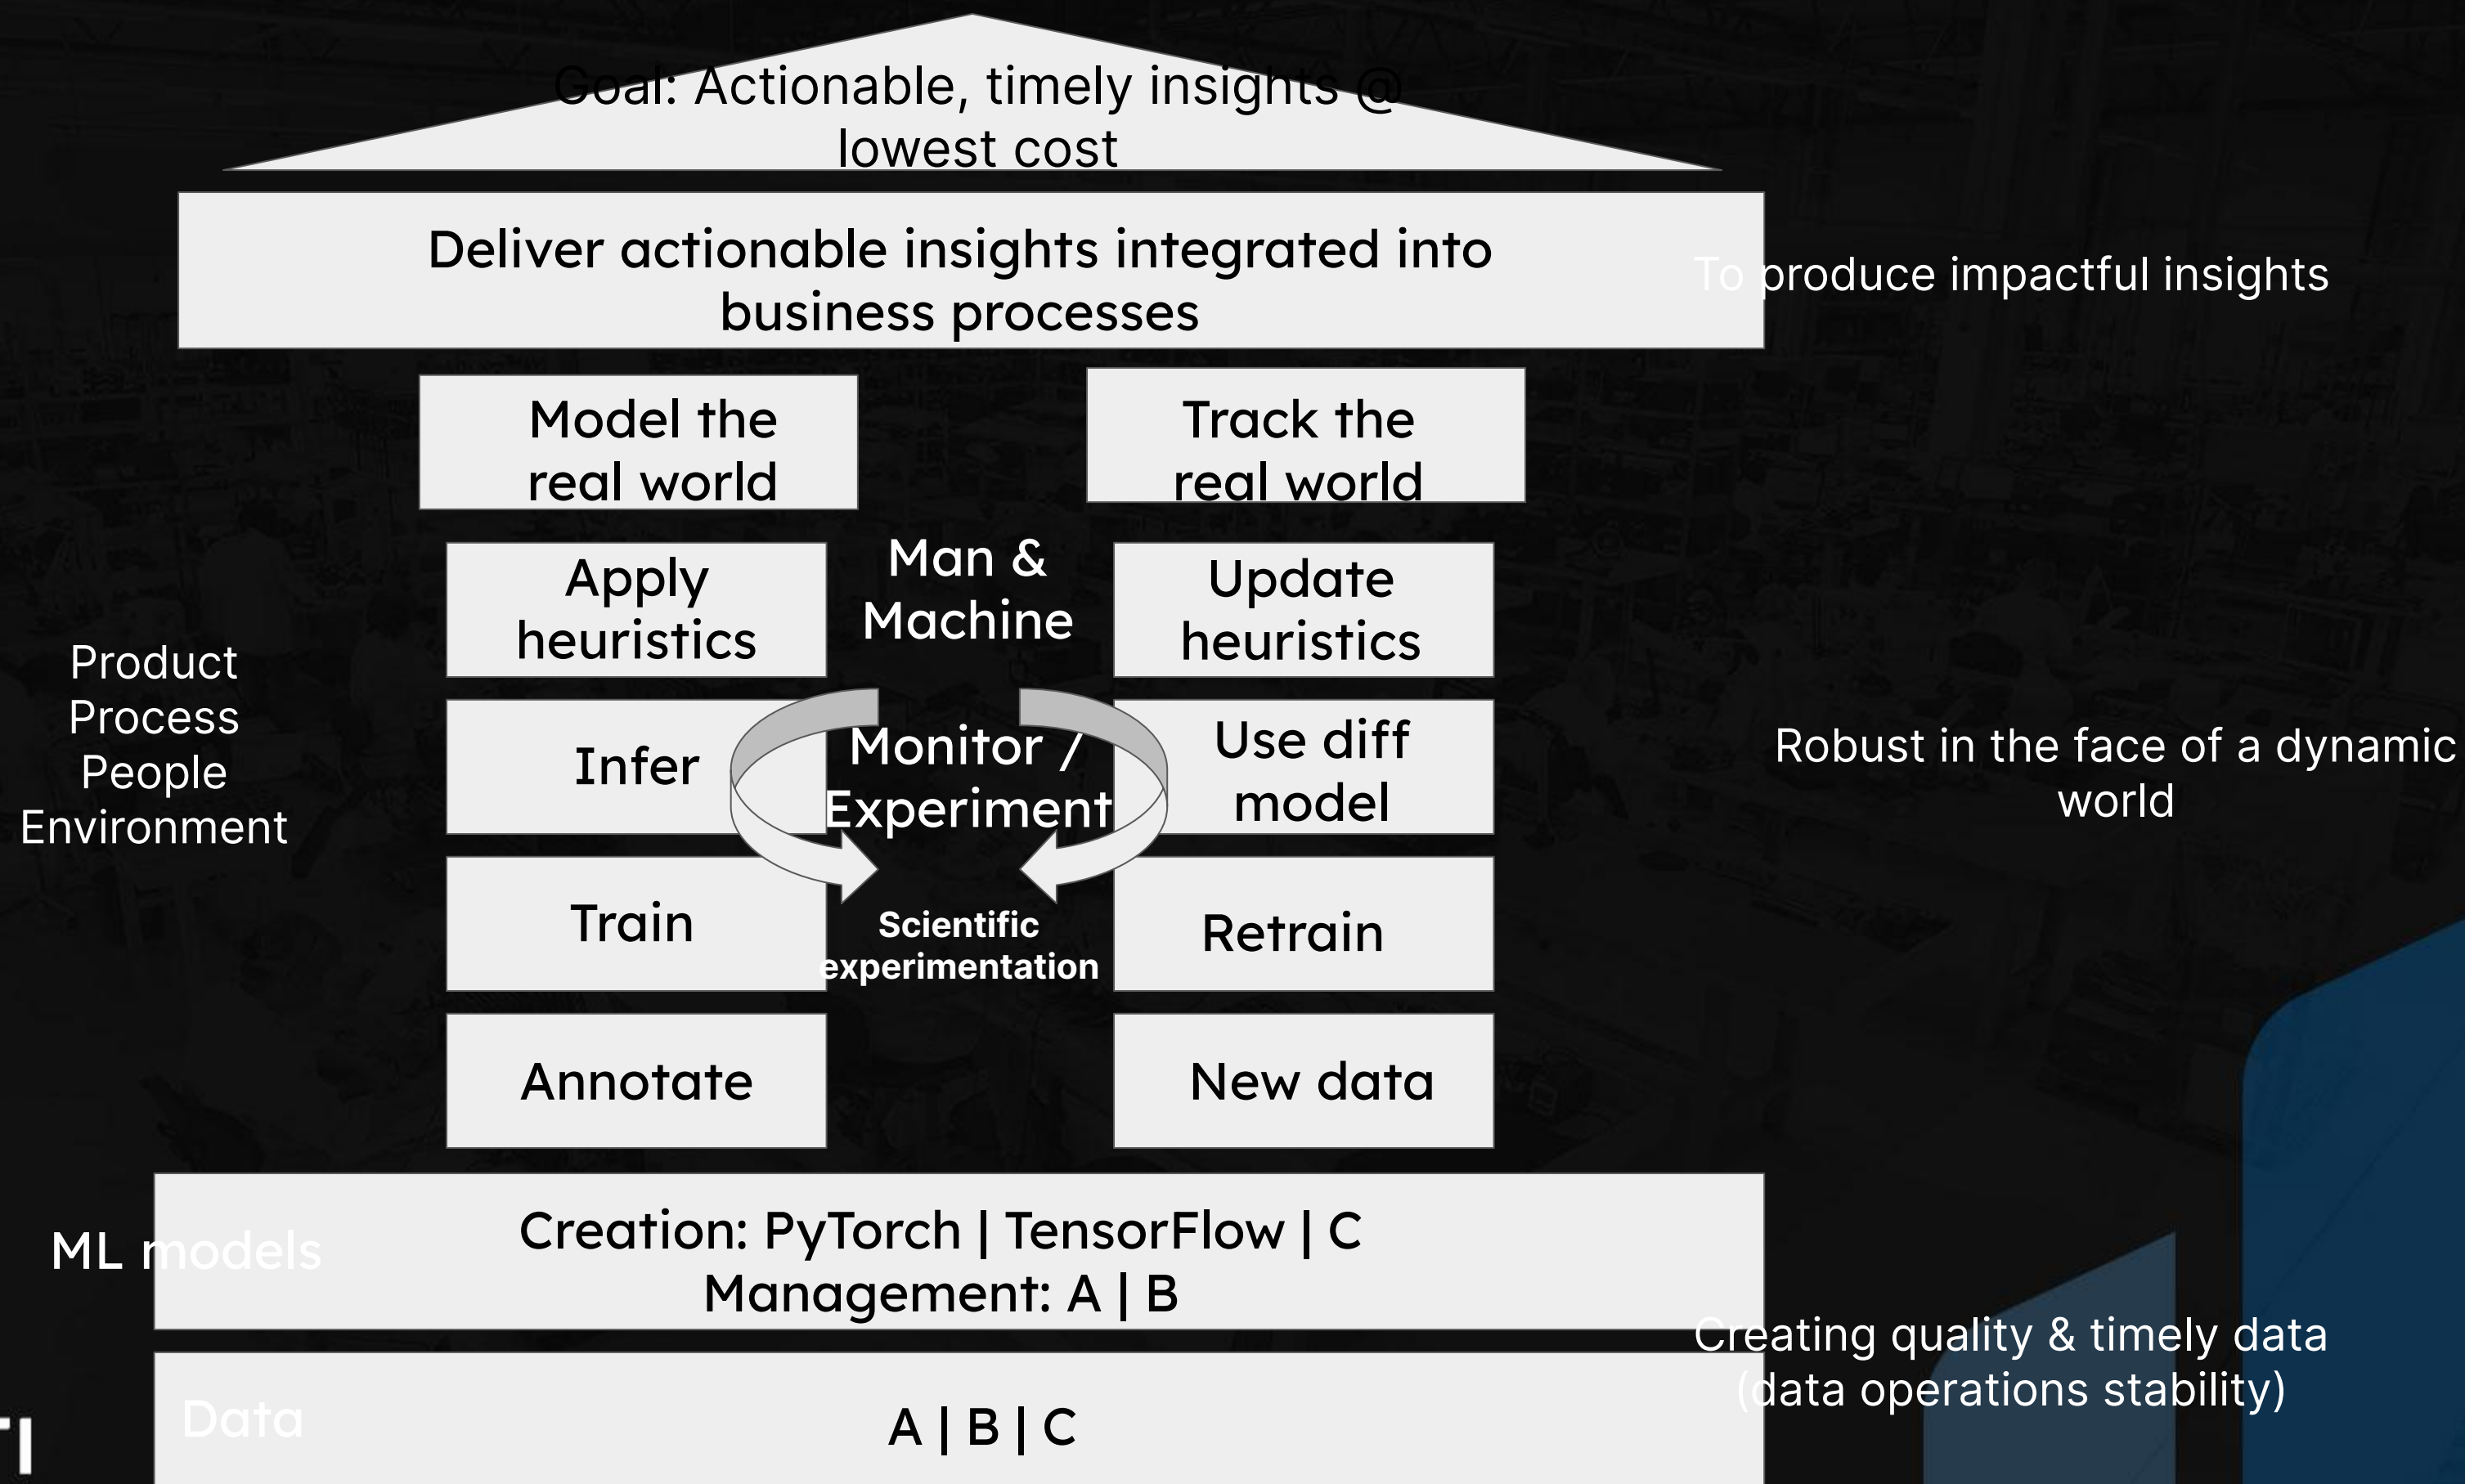 Goal: Actionable, timely insights @
lowest cost
Deliver actionable insights integrated into
business processes
To produce impactful insights
Model the
real world
Track the
real world
Apply
heuristics
Man &
Machine
Update
heuristics
Product
Process
People
Environment
Infer
Monitor /
Experiment
Use diff
model
Robust in the face of a dynamic
world
Train
Scientific
experimentation
Retrain
Annotate
New data
ML models
Creation: PyTorch | TensorFlow | C
Management: A | B
Creating quality & timely data
(data operations stability)
Data
A | B | C